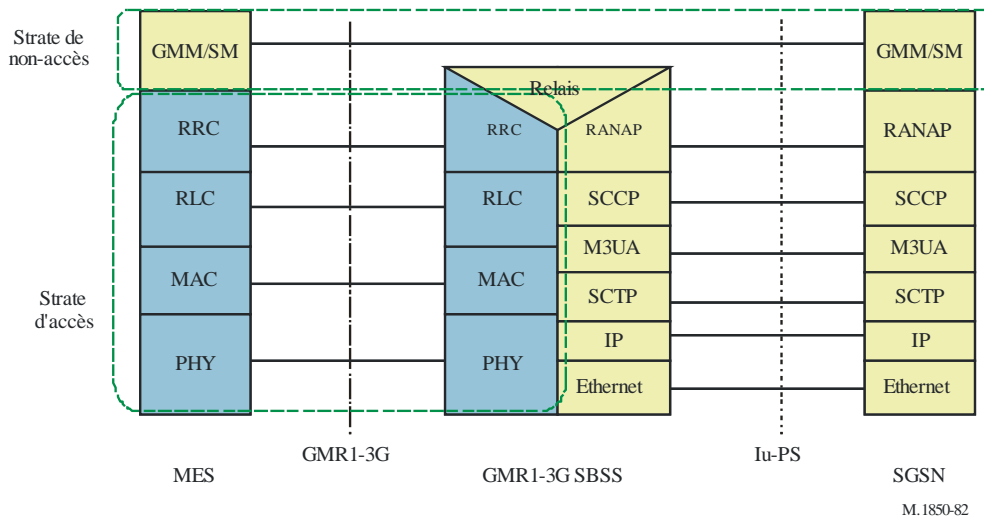 Strate de
non-accès
GMM/SM
GMM/SM
Relais
RRC
RRC
RANAP
RANAP
RLC
RLC
SCCP
SCCP
M3UA
M3UA
MAC
MAC
SCTP
SCTP
Strate
d'accès
IP
IP
PHY
PHY
Ethernet
Ethernet
GMR1-3G
Iu-PS
MES
GMR1-3G SBSS
SGSN
M.1850-82